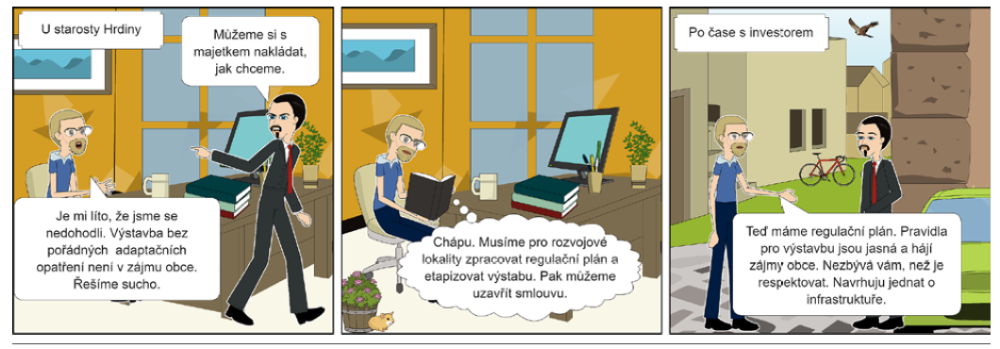 U starosty Hrdiny
Můžeme si s
majetkem nakládat,
jak chceme.
Je mi líto, že jsme se
nedohodli. Výstavba bez
pořádných adaptačních
opatření není v zájmu obce.
Řešíme sucho.
Chápu. Musíme pro rozvojové
lokality zpracovat regulační plán a
etapizovat výstabu. Pak můžeme
uzavřít smlouvu.
Po čase s investorem
Teď máme regulační plán. Pravidla
pro výstavbu jsou jasná a hájí
zájmy obce. Nezbývá vám, než je
respektovat. Navrhuju jednat o
infrastruktuře.